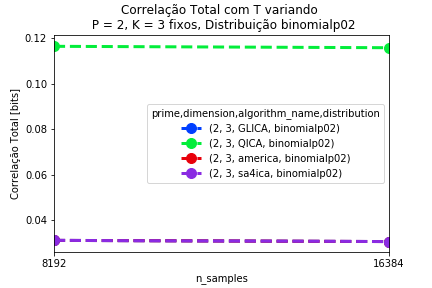 Correlação Total com T variando
P = 2, K = 3 fixos, Distribuição binomialp02
0.12
0.10
0.08
0.06
0.04
Correlação Total [bits]
prime,dimension,algorithm_name,distribution
(2, 3, GLICA, binomialp02)
(2, 3, QICA, binomialp02)
(2, 3, america, binomialp02)
(2, 3, sa4ica, binomialp02)
8192
16384
n_samples